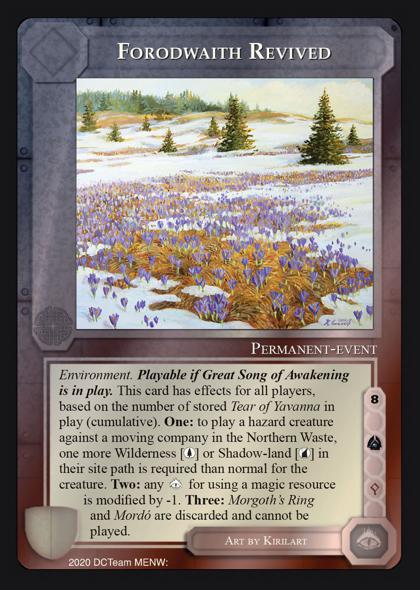 Forodwaith Revived
Permanent-event
Environment. Playable if Great Song of Awakening
is in play. This card has effects for all players,
based on the number of stored Tear of Yavanna in
play (cumulative). One: to play a hazard creature
against a moving company in the Northern Waste,
one more Wilderness [ ] or Shadow-land [ ] in
their site path is required than normal for the
creature. Two: any for using a magic resource
is modified by -1. Three: Morgoth's Ring
and Mordó are discarded and cannot be
played.
8
Art by Kirilart
2020 DCTeam MENW: